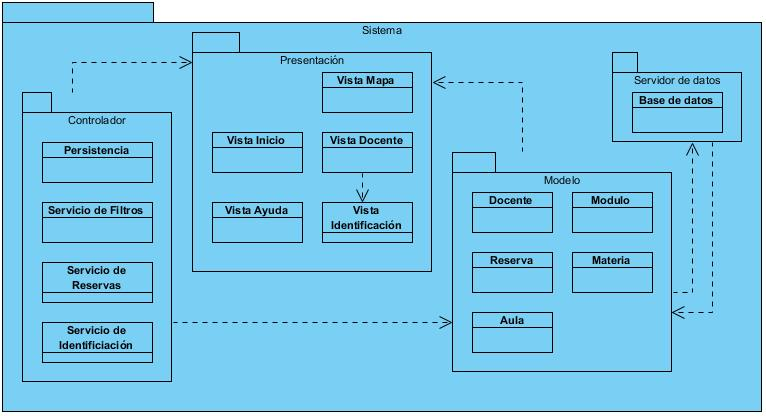 Sistema
Controlador
Persistencia
Servicio de Filtros
Servicio de
Reservas
Servicio de
Identificiación
Presentación
Vista Mapa
Vista Inicio
Vista Docente
Vista Ayuda
Vista
Identificación
Modelo
Docente
Modulo
Reserva
Materia
Aula
Servidor de datos
Base de datos